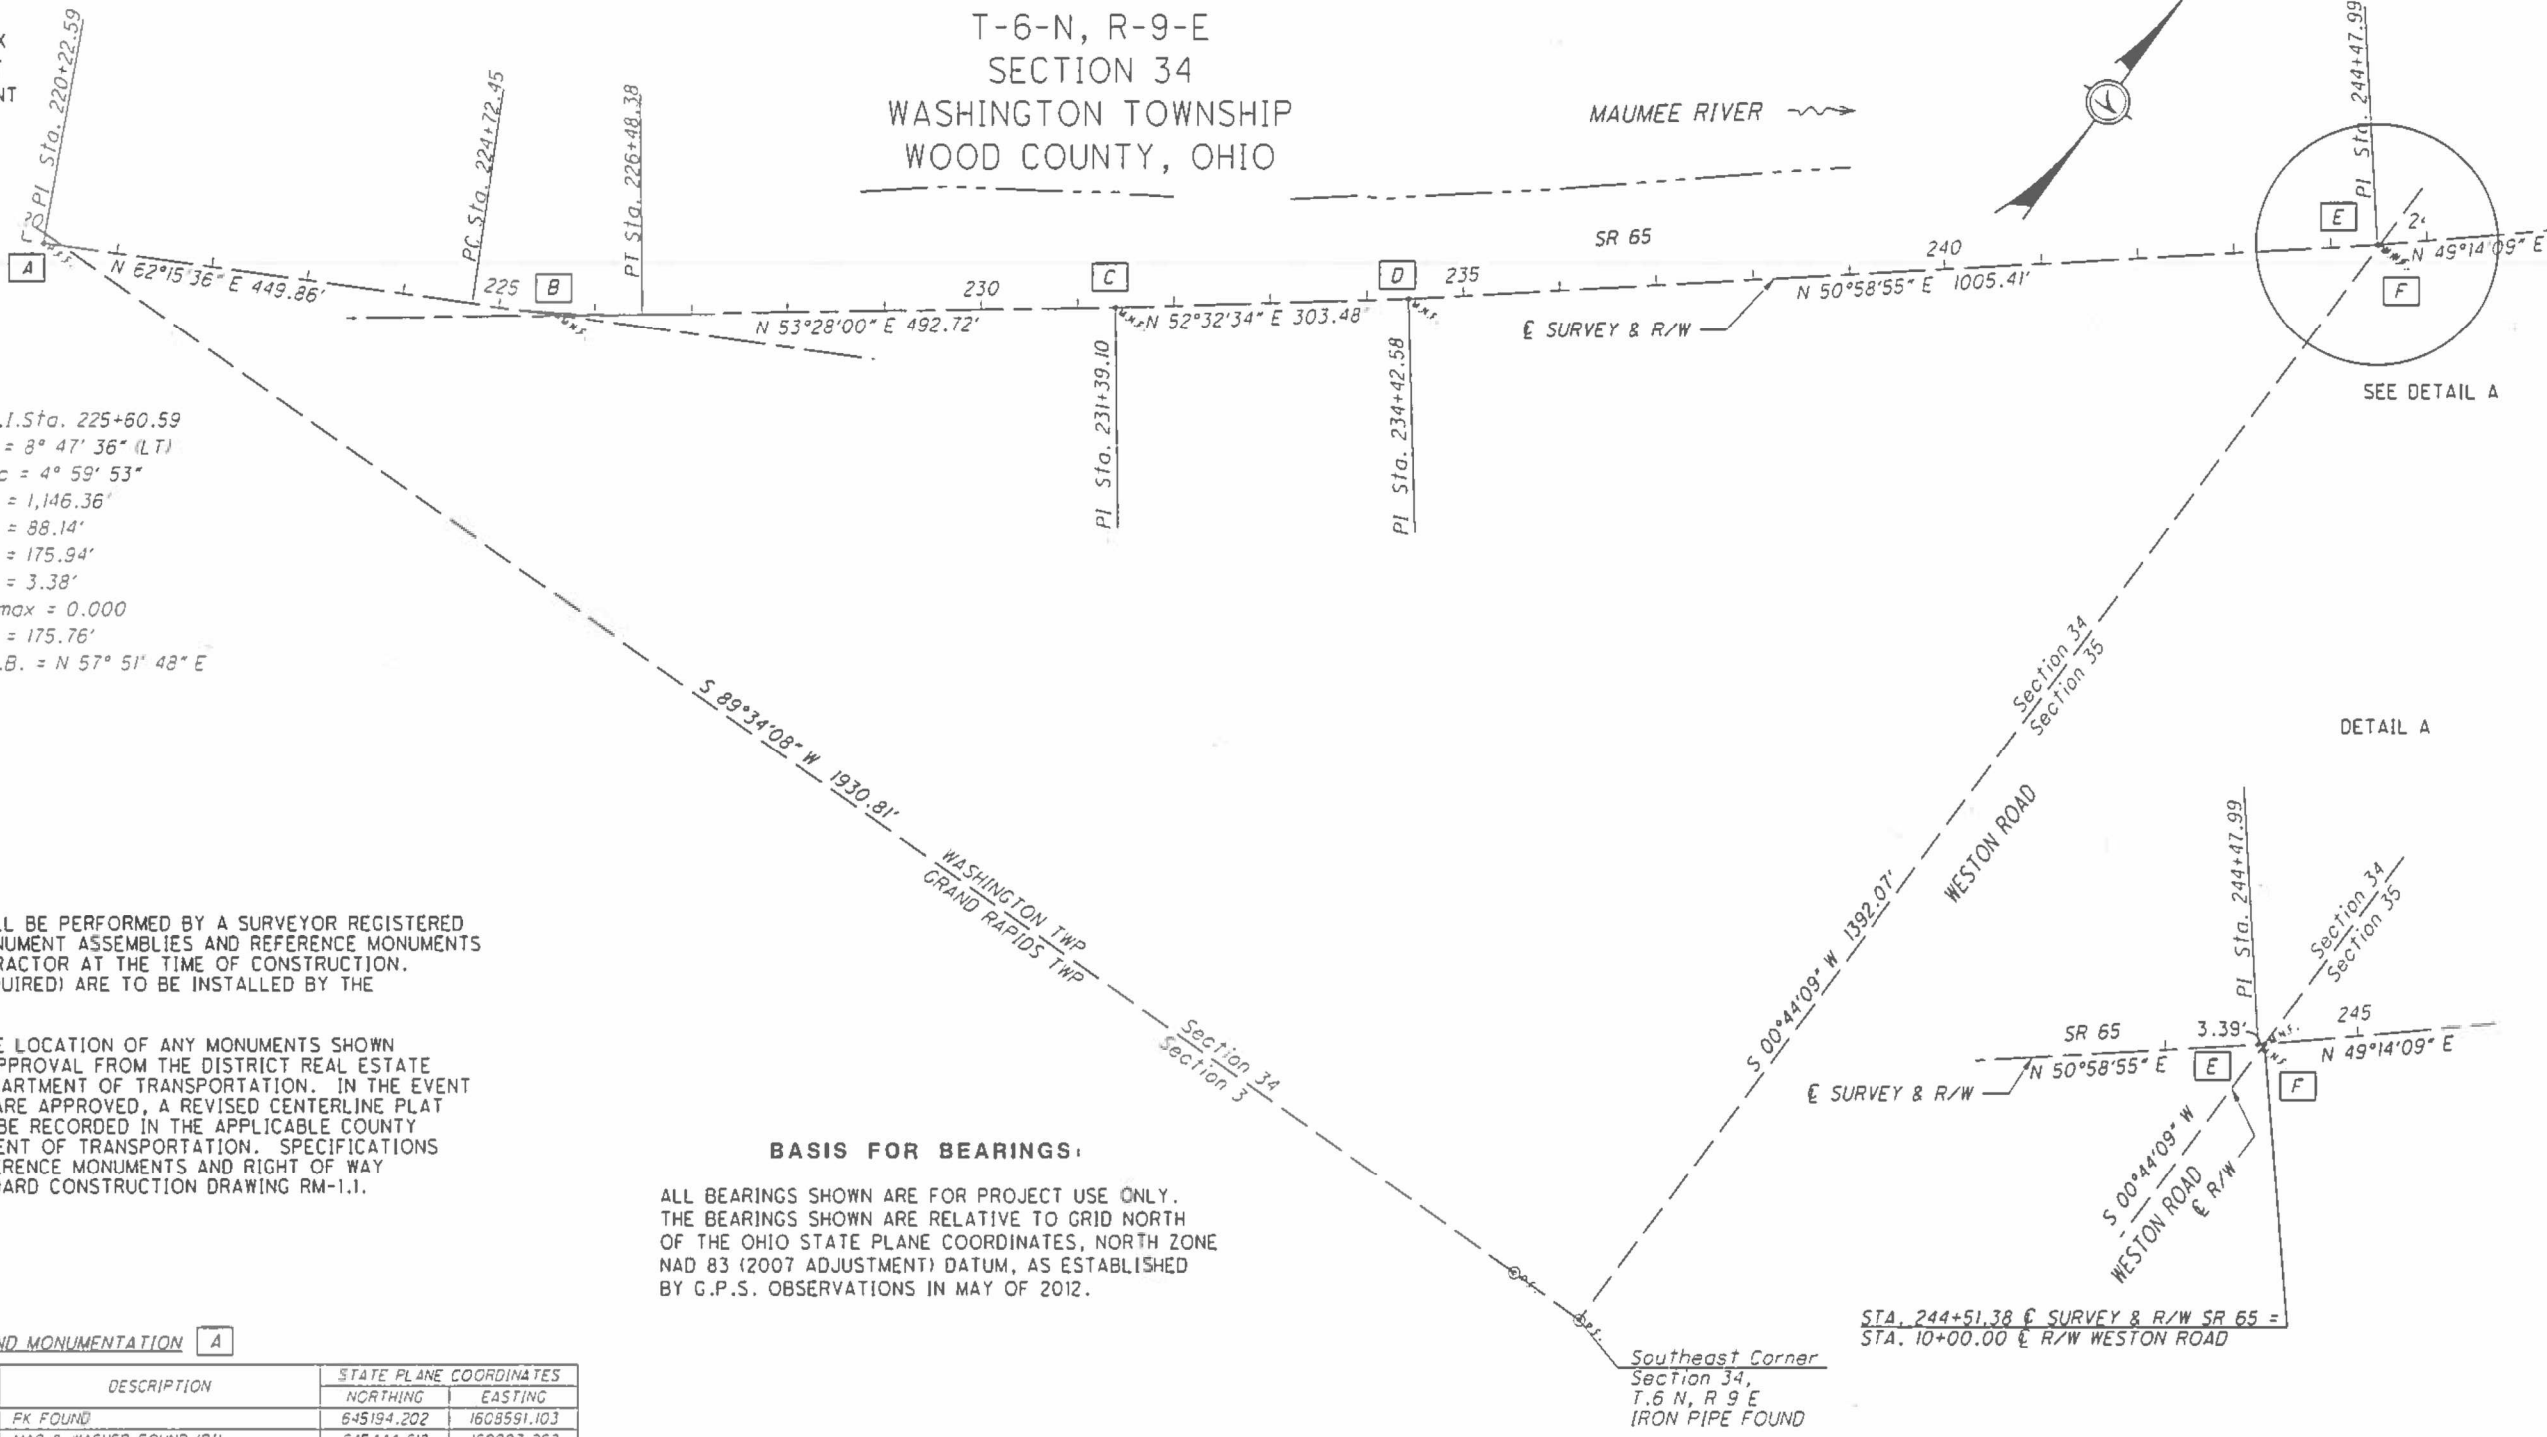 T-6-N, R-9-E
SECTION 34
WASHINGTON TOWNSHIP
WOOD COUNTY, OHIO
MAUMEE RIVER
PI Sta. 220+22.59
PC Sta. 224+72.45
PT Sta. 226+48.38
PI Sta. 244+47.99
A
N 62°15'36" E 449.86'
225
B
N 53°28'00" E 492.72'
230
C
N 52°32'34" E 303.48'
D
235
SR 65
240
N 50°58'55" E 1005.41'
℄ SURVEY & R/W
E
N 49°14'09" E
F
SEE DETAIL A
PI Sta. 231+39.10
PI Sta. 234+42.58
.I.Sta. 225+60.59
= 8° 47' 36" (LT)
c = 4° 59' 53"
= 1,146.36'
= 88.14'
= 175.94'
= 3.38'
max = 0.000
= 175.76'
.B. = N 57° 51' 48" E
S 89°34'08" W 1930.81'
WASHINGTON TWP
GRAND RAPIDS TWP
Section 34
Section 3
Section 34
Section 35
WESTON ROAD
S 00°44'09" W 1392.07'
DETAIL A
PI Sta. 244+47.99
Section 34
Section 35
SR 65
3.39'
245
N 50°58'55" E
E
N 49°14'09" E
F
℄ SURVEY & R/W
S 00°44'09" W
WESTON ROAD
℄ R/W
STA. 244+51.38 ℄ SURVEY & R/W SR 65 =
STA. 10+00.00 ℄ R/W WESTON ROAD
Southeast Corner
Section 34,
T.6 N, R 9 E
IRON PIPE FOUND
BE PERFORMED BY A SURVEYOR REGISTERED
NUMENT ASSEMBLIES AND REFERENCE MONUMENTS
RACTOR AT THE TIME OF CONSTRUCTION.
UIRED) ARE TO BE INSTALLED BY THE
LOCATION OF ANY MONUMENTS SHOWN
PPROVAL FROM THE DISTRICT REAL ESTATE
ARTMENT OF TRANSPORTATION. IN THE EVENT
ARE APPROVED, A REVISED CENTERLINE PLAT
BE RECORDED IN THE APPLICABLE COUNTY
ENT OF TRANSPORTATION. SPECIFICATIONS
ERENCE MONUMENTS AND RIGHT OF WAY
ARD CONSTRUCTION DRAWING RM-1.1.
BASIS FOR BEARINGS:
ALL BEARINGS SHOWN ARE FOR PROJECT USE ONLY.
THE BEARINGS SHOWN ARE RELATIVE TO GRID NORTH
OF THE OHIO STATE PLANE COORDINATES, NORTH ZONE
NAD 83 (2007 ADJUSTMENT) DATUM, AS ESTABLISHED
BY G.P.S. OBSERVATIONS IN MAY OF 2012.
ND MONUMENTATION A
DESCRIPTION
STATE PLANE COORDINATES
NORTHING EASTING
PK FOUND 645194.202 1608591.103